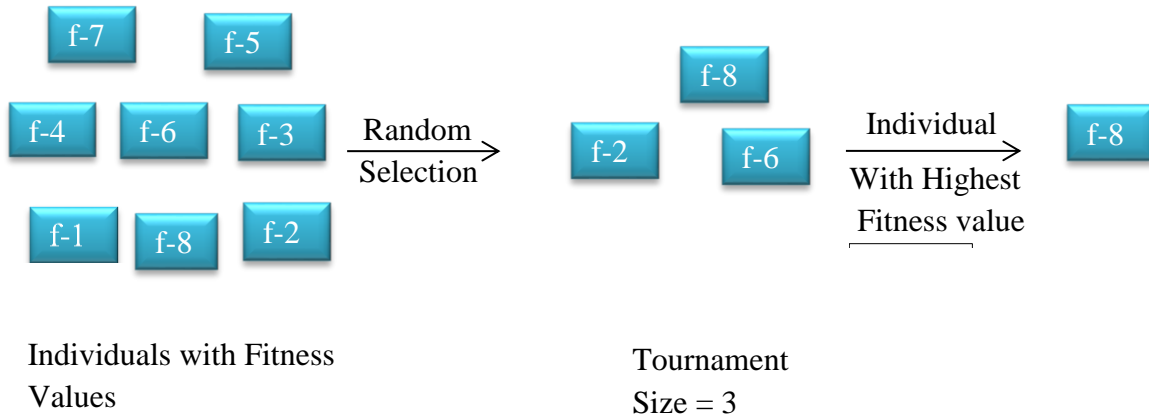 f-7
f-5
f-4
f-6
f-3
f-1
f-8
f-2
Random
Selection
f-8
f-2
f-6
Individual
With Highest
Fitness value
f-8
Individuals with Fitness
Values
Tournament
Size = 3